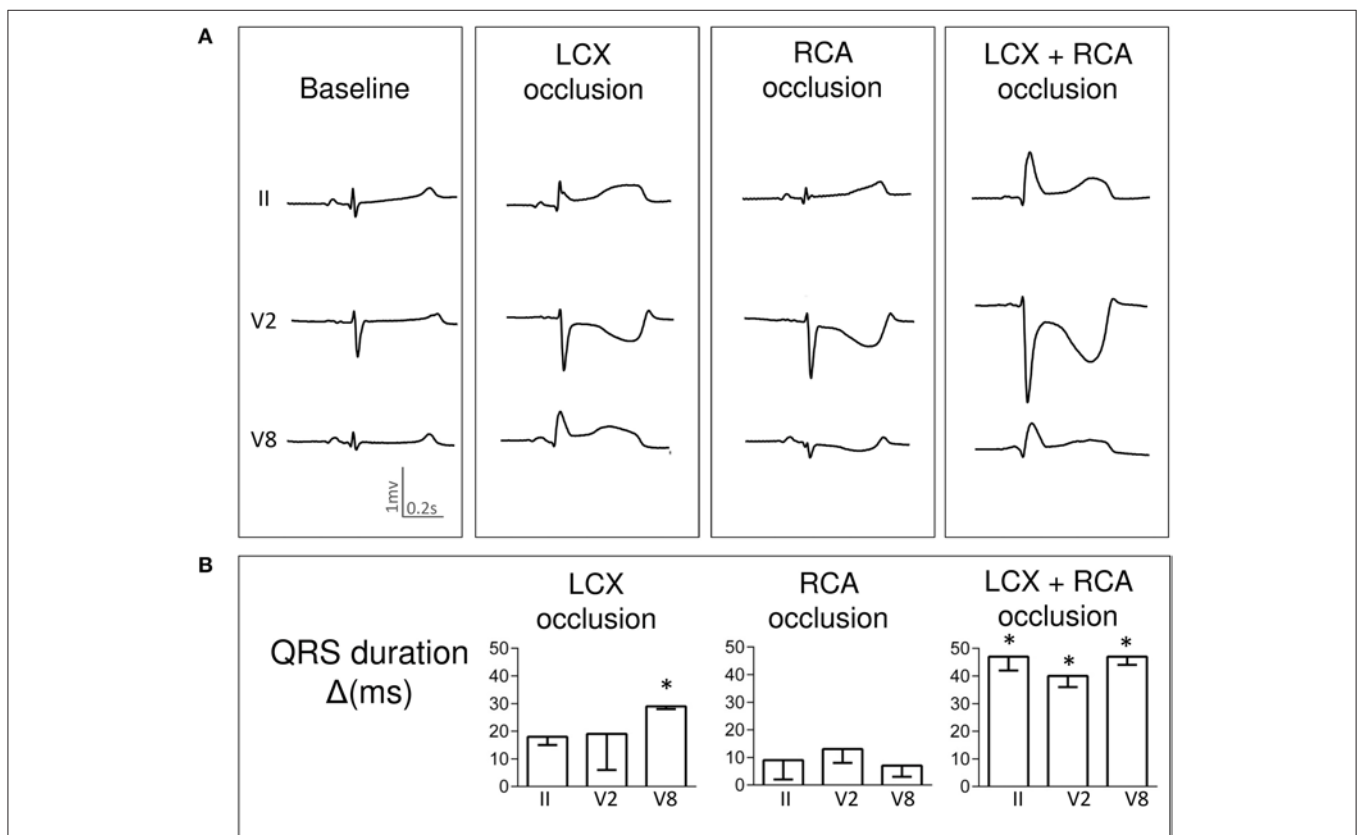 A
Baseline
LCX
occlusion
RCA
occlusion
LCX + RCA
occlusion
II
V2
V8
1mv
0.2s
B
QRS duration
Δ(ms)
LCX
occlusion
50
40
30
20
10
0
*
II V2 V8
RCA
occlusion
50
40
30
20
10
0
II V2 V8
LCX + RCA
occlusion
50
40
30
20
10
0
* * *
II V2 V8